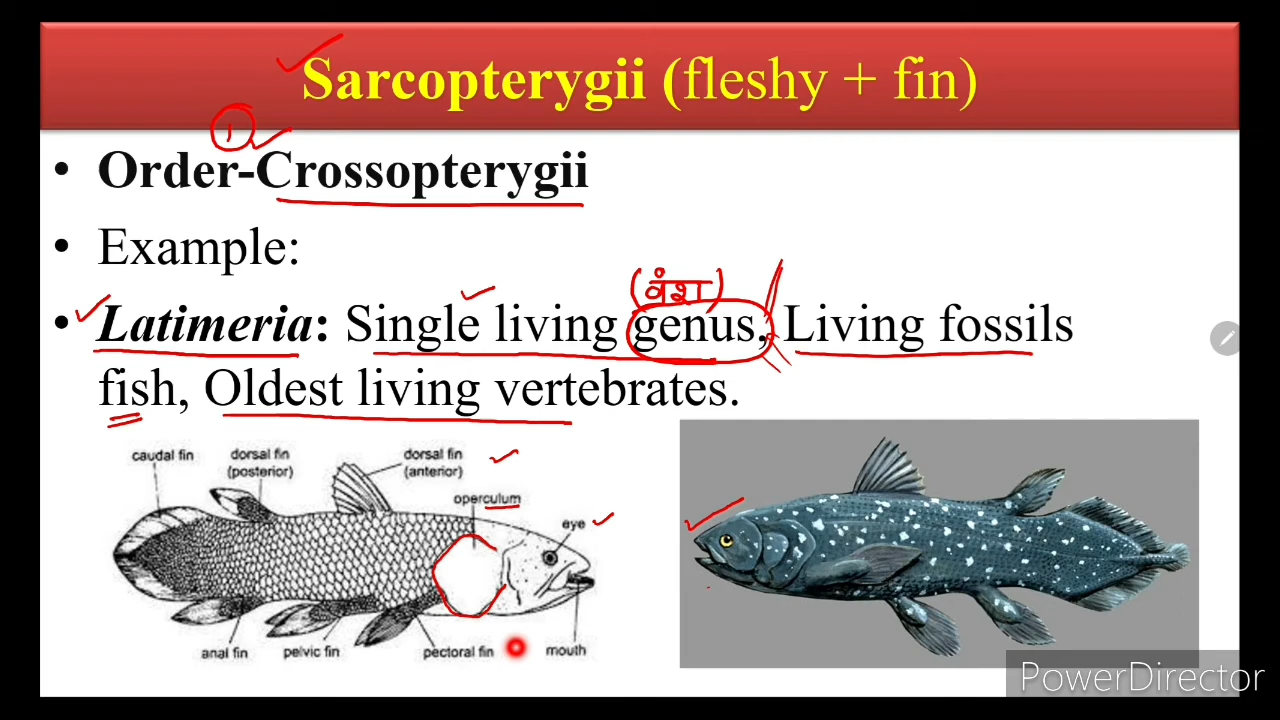 Sarcopterygii (fleshy + fin)
1
• Order-Crossopterygii
• Example:
(वंश)
• Latimeria: Single living genus, Living fossils
fish, Oldest living vertebrates.
caudal fin
dorsal fin
(posterior)
dorsal fin
(anterior)
operculum
eye
anal fin
pelvic fin
pectoral fin
mouth
PowerDirector